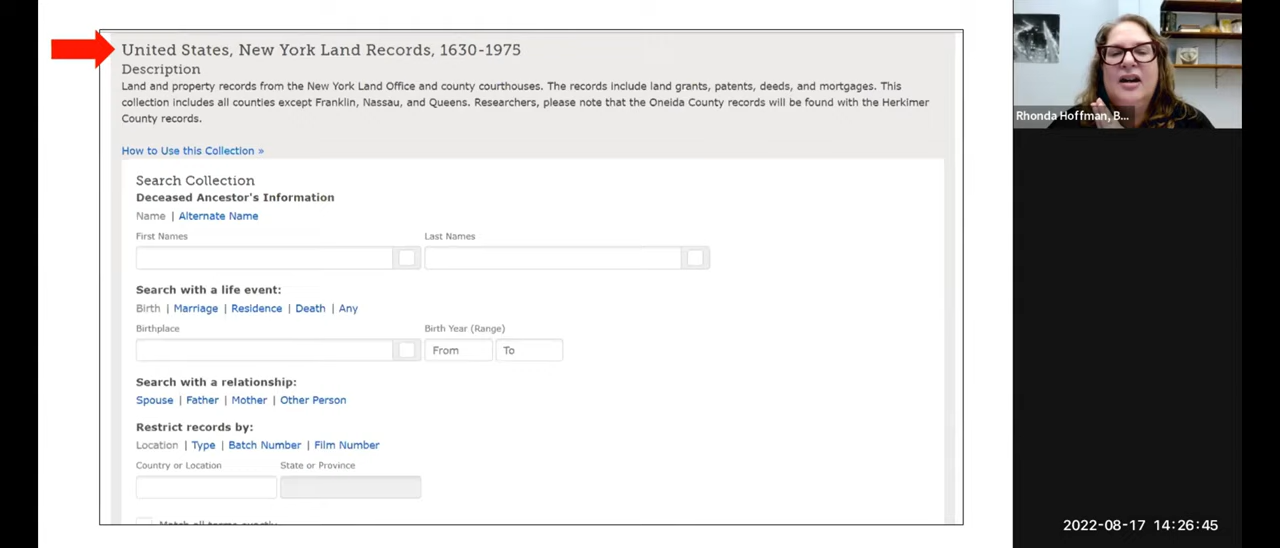 United States, New York Land Records, 1630-1975
Description
Land and property records from the New York Land Office and county courthouses. The records include land grants, patents, deeds, and mortgages. This
collection includes all counties except Franklin, Nassau, and Queens. Researchers, please note that the Oneida County records will be found with the Herkimer
County records.
How to Use this Collection »
Search Collection
Deceased Ancestor's Information
Name | Alternate Name
First Names Last Names
Search with a life event:
Birth | Marriage | Residence | Death | Any
Birthplace Birth Year (Range)
From To
Search with a relationship:
Spouse | Father | Mother | Other Person
Restrict records by:
Location | Type | Batch Number | Film Number
Country or Location State or Province
Match all terms exactly
Rhonda Hoffman, B...
2022-08-17 14:26:45